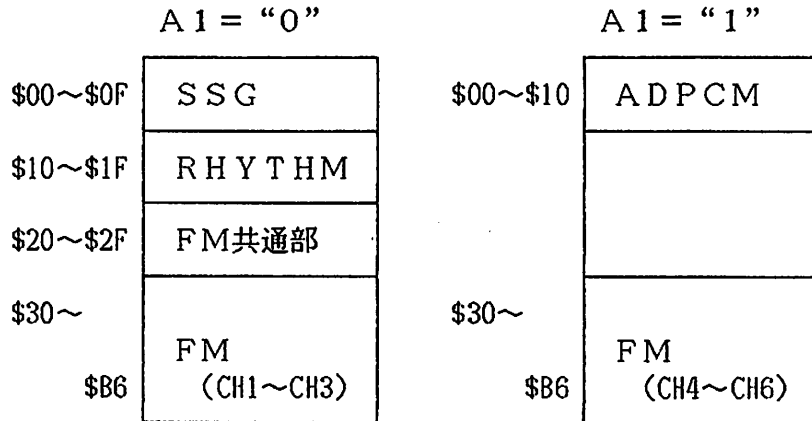 A1=“0”
$00～$0F SSG
$10～$1F RHYTHM
$20～$2F FM共通部
$30～
FM
$B6 (CH1～CH3)
A1=“1”
$00～$10 ADPCM
$30～
FM
$B6 (CH4～CH6)